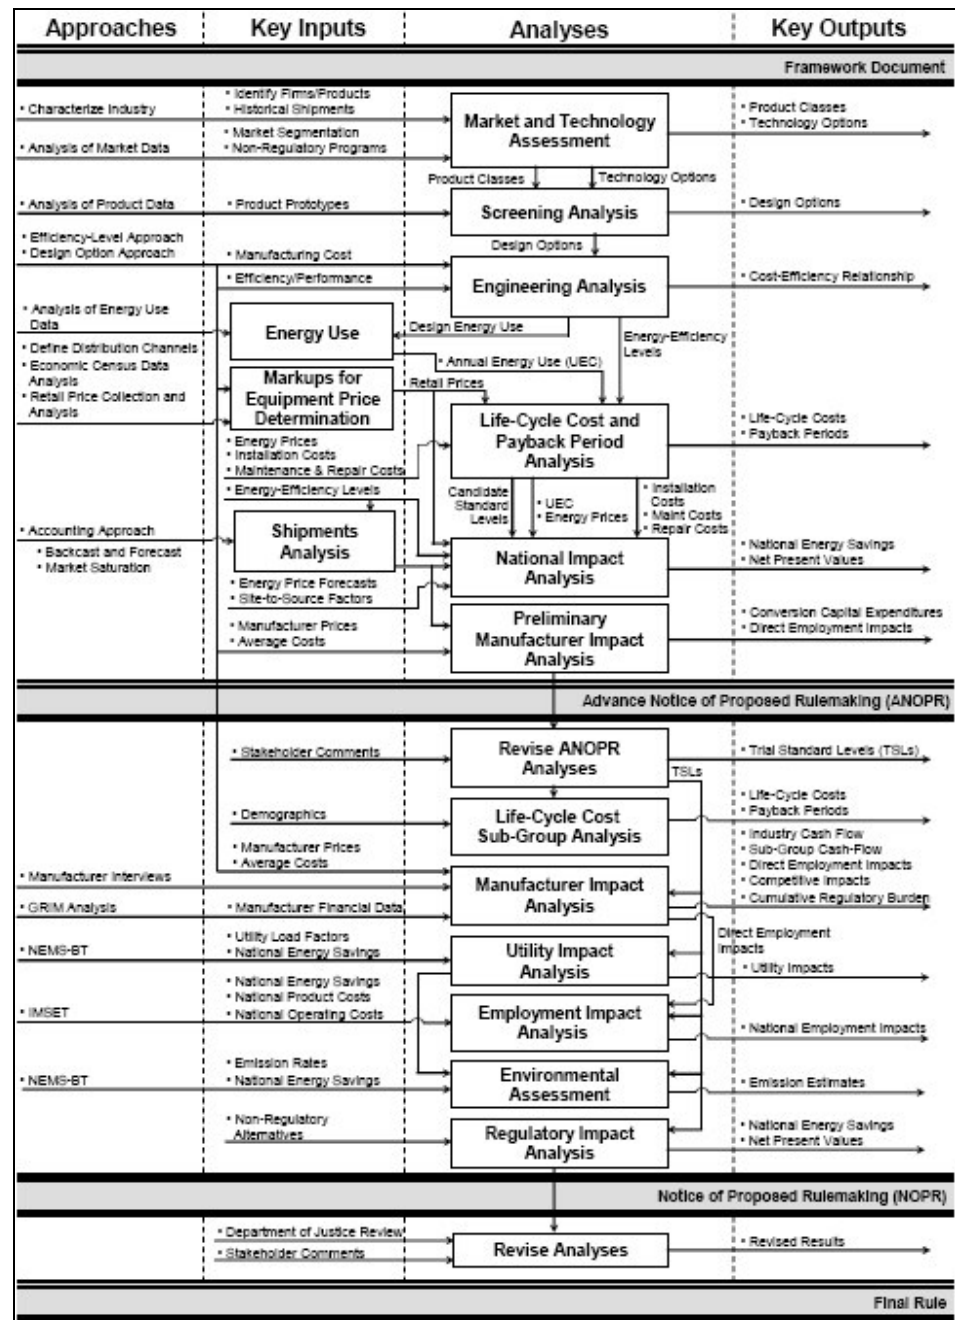 Approaches
Key Inputs
Analyses
Key Outputs
Framework Document
• Characterize Industry
• Identify Firms/Products
• Historical Shipments
Market and Technology
Assessment
• Product Classes
• Technology Options
• Analysis of Market Data
• Market Segmentation
• Non-Regulatory Programs
Product Classes
Technology Options
• Analysis of Product Data
• Product Prototypes
Screening Analysis
• Design Options
• Efficiency-Level Approach
• Design Option Approach
Design Options
• Manufacturing Cost
• Efficiency/Performance
Engineering Analysis
• Cost-Efficiency Relationship
• Analysis of Energy Use
Data
Energy Use
Design Energy Use
Energy-Efficiency
Levels
• Define Distribution Channels
• Economic Census Data
Analysis
• Retail Price Collection and
Analysis
• Annual Energy Use (UEC)
Markups for
Equipment Price
Determination
Retail Prices
• Energy Prices
• Installation Costs
• Maintenance & Repair Costs
Life-Cycle Cost and
Payback Period
Analysis
• Life-Cycle Costs
• Payback Periods
• Energy-Efficiency Levels
Candidate
Standard
Levels
• UEC
• Energy Prices
• Installation
Costs
• Maint Costs
• Repair Costs
• Accounting Approach
• Backcast and Forecast
• Market Saturation
Shipments
Analysis
National Impact
Analysis
• National Energy Savings
• Net Present Values
• Energy Price Forecasts
• Site-to-Source Factors
• Manufacturer Prices
• Average Costs
Preliminary
Manufacturer Impact
Analysis
• Conversion Capital Expenditures
• Direct Employment Impacts
Advance Notice of Proposed Rulemaking (ANOPR)
• Stakeholder Comments
Revise ANOPR
Analyses
• Trial Standard Levels (TSLs)
TSLs
• Demographics
Life-Cycle Cost
Sub-Group Analysis
• Life-Cycle Costs
• Payback Periods
• Manufacturer Prices
• Average Costs
• Industry Cash Flow
• Sub-Group Cash-Flow
• Direct Employment Impacts
• Competitive Impacts
• Cumulative Regulatory Burden
• Manufacturer Interviews
Manufacturer Impact
Analysis
• GRIM Analysis
• Manufacturer Financial Data
Direct Employment
Impacts
• NEMS-BT
• Utility Load Factors
• National Energy Savings
Utility Impact
Analysis
• Utility Impacts
• IMSET
• National Energy Savings
• National Product Costs
• National Operating Costs
Employment Impact
Analysis
• National Employment Impacts
• NEMS-BT
• Emission Rates
• National Energy Savings
Environmental
Assessment
• Emission Estimates
• Non-Regulatory
Alternatives
Regulatory Impact
Analysis
• National Energy Savings
• Net Present Values
Notice of Proposed Rulemaking (NOPR)
• Department of Justice Review
• Stakeholder Comments
Revise Analyses
• Revised Results
Final Rule